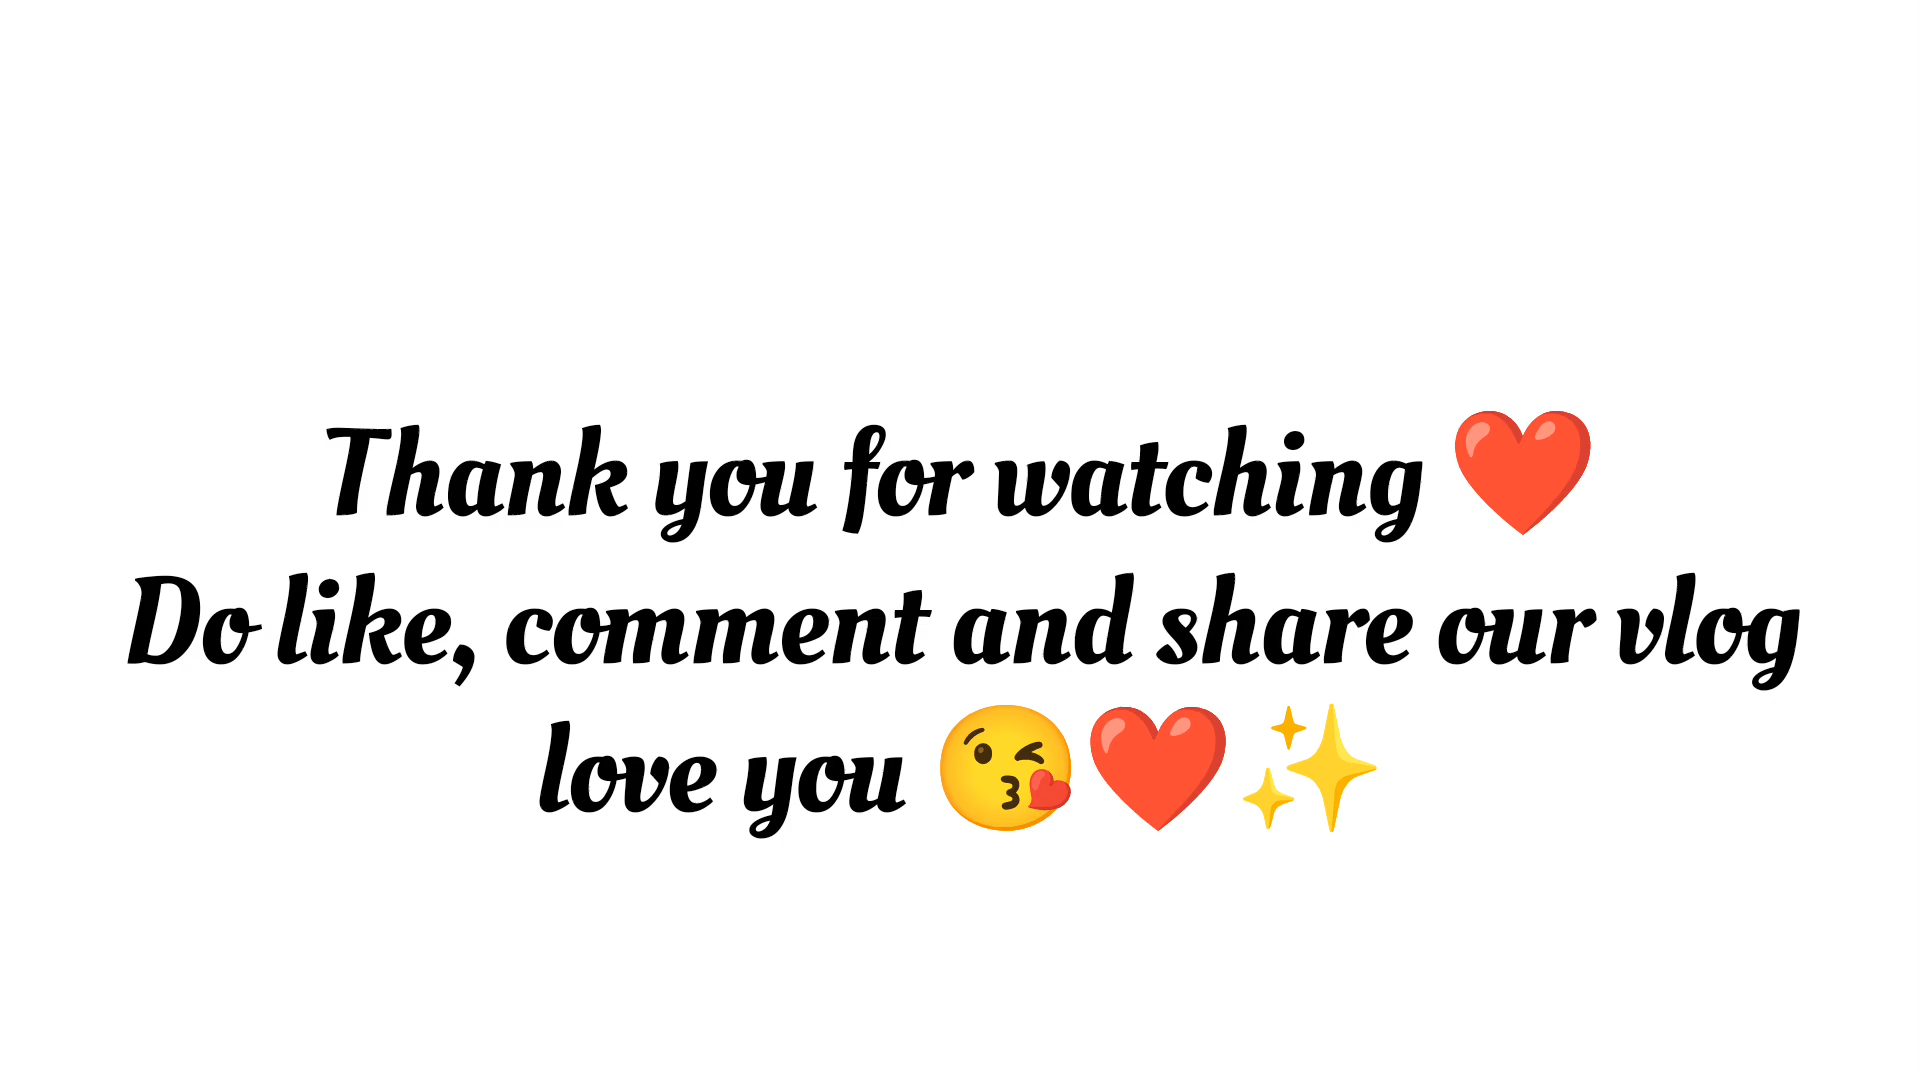 Thank you for watching ❤️
Do like, comment and share our vlog
love you 😘❤️✨